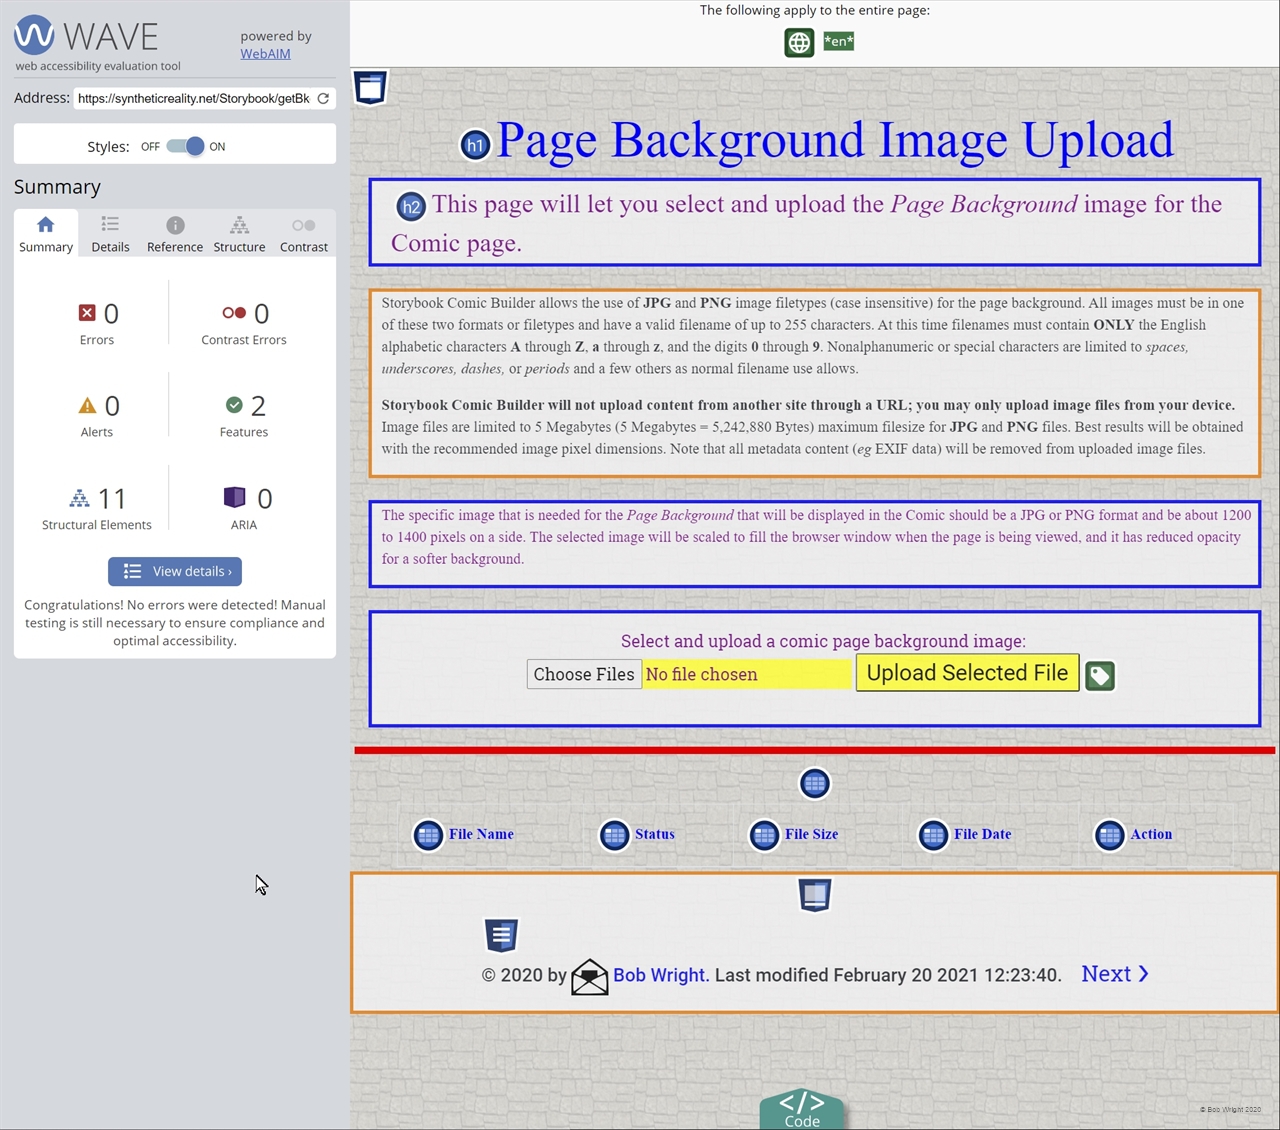 WAVE
powered by
WebAIM
web accessibility evaluation tool
Address: https://syntheticreality.net/Storybook/getBk
Styles: OFF ON
Summary
Summary Details Reference Structure Contrast
0 0
Errors Contrast Errors
0 2
Alerts Features
11 0
Structural Elements ARIA
View details ›
Congratulations! No errors were detected! Manual
testing is still necessary to ensure compliance and
optimal accessibility.
The following apply to the entire page:
*en*
h1 Page Background Image Upload
h2 This page will let you select and upload the Page Background image for the
Comic page.
Storybook Comic Builder allows the use of JPG and PNG image filetypes (case insensitive) for the page background. All images must be in one
of these two formats or filetypes and have a valid filename of up to 255 characters. At this time filenames must contain ONLY the English
alphabetic characters A through Z, a through z, and the digits 0 through 9. Nonalphanumeric or special characters are limited to spaces,
underscores, dashes, or periods and a few others as normal filename use allows.
Storybook Comic Builder will not upload content from another site through a URL; you may only upload image files from your device.
Image files are limited to 5 Megabytes (5 Megabytes = 5,242,880 Bytes) maximum filesize for JPG and PNG files. Best results will be obtained
with the recommended image pixel dimensions. Note that all metadata content (eg EXIF data) will be removed from uploaded image files.
The specific image that is needed for the Page Background that will be displayed in the Comic should be a JPG or PNG format and be about 1200
to 1400 pixels on a side. The selected image will be scaled to fill the browser window when the page is being viewed, and it has reduced opacity
for a softer background.
Select and upload a comic page background image:
Choose Files No file chosen Upload Selected File
File Name Status File Size File Date Action
© 2020 by Bob Wright. Last modified February 20 2021 12:23:40. Next ❯
</>
Code
© Bob Wright 2020